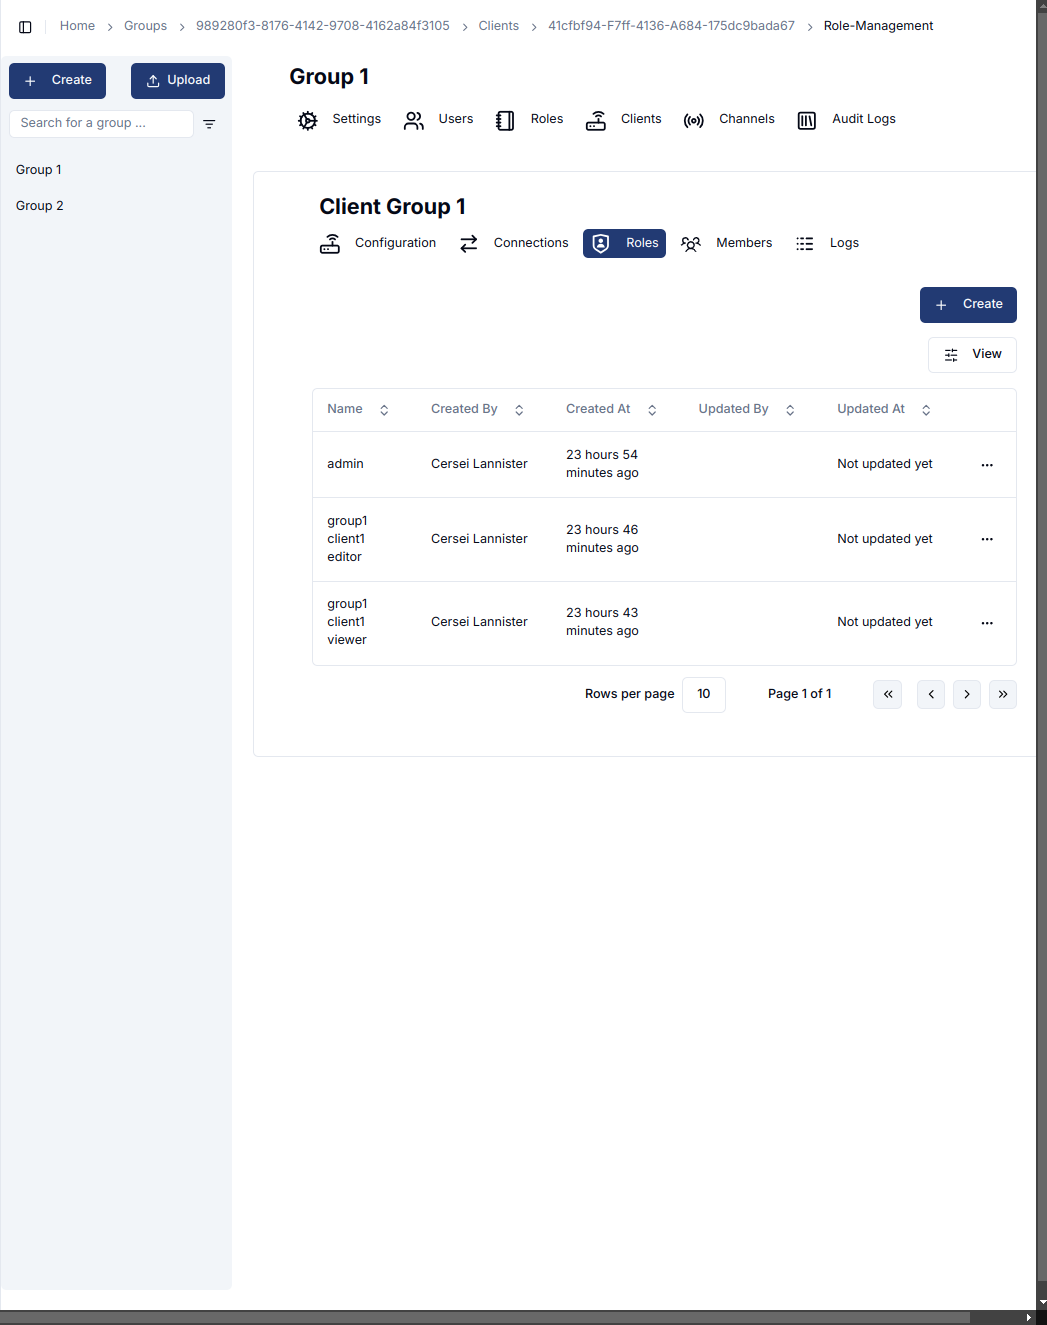 Home > Groups > 989280f3-8176-4142-9708-4162a84f3105 > Clients > 41cfbf94-F7ff-4136-A684-175dc9bada67 > Role-Management
Create
Upload
Search for a group ...
Group 1
Group 2
Group 1
Settings Users Roles Clients Channels Audit Logs
Client Group 1
Configuration Connections Roles Members Logs
Create
View
Name Created By Created At Updated By Updated At
admin Cersei Lannister 23 hours 54 minutes ago Not updated yet
group1 client1 editor Cersei Lannister 23 hours 46 minutes ago Not updated yet
group1 client1 viewer Cersei Lannister 23 hours 43 minutes ago Not updated yet
Rows per page 10 Page 1 of 1